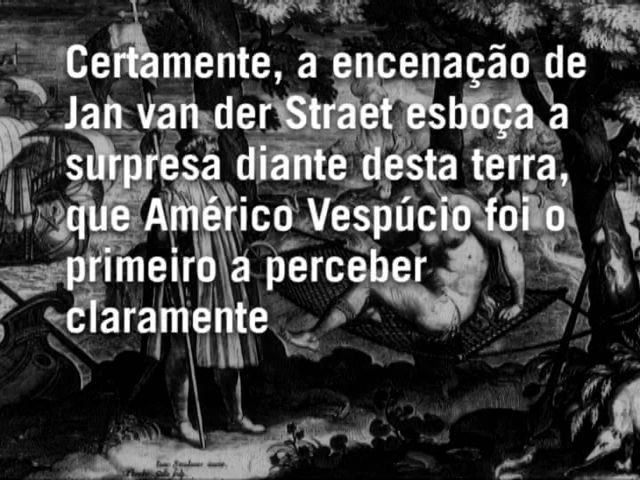 Certamente, a encenação de
Jan van der Straet esboça a
surpresa diante desta terra,
que Américo Vespúcio foi o
primeiro a perceber
claramente